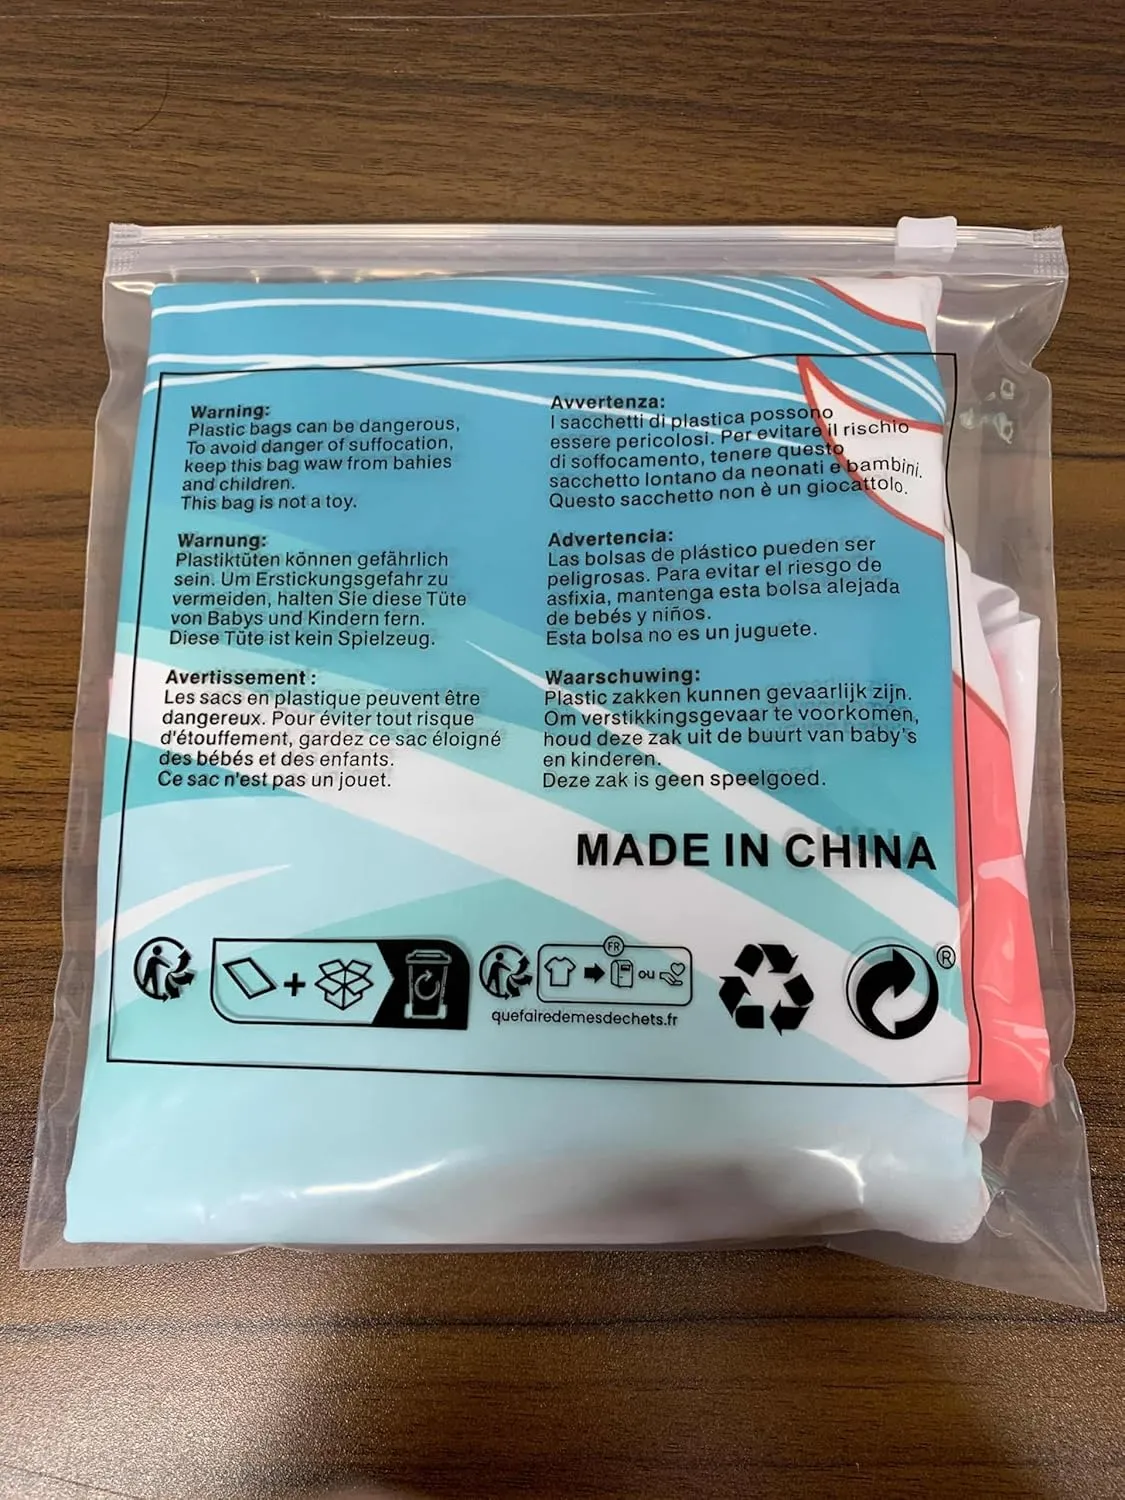 Warning:
Plastic bags can be dangerous,
To avoid danger of suffocation,
keep this bag waw from bahies
and children.
This bag is not a toy.
Warnung:
Plastiktüten können gefährlich
sein. Um Erstickungsgefahr zu
vermeiden, halten Sie diese Tüte
von Babys und Kindern fern.
Diese Tüte ist kein Spielzeug.
Avertissement :
Les sacs en plastique peuvent être
dangereux. Pour éviter tout risque
d'étouffement, gardez ce sac éloigné
des bébés et des enfants.
Ce sac n'est pas un jouet.
Avvertenza:
I sacchetti di plastica possono
essere pericolosi. Per evitare il rischio
di soffocamento, tenere questo
sacchetto lontano da neonati e bambini.
Questo sacchetto non è un giocattolo.
Advertencia:
Las bolsas de plástico pueden ser
peligrosas. Para evitar el riesgo de
asfixia, mantenga esta bolsa alejada
de bebés y niños.
Esta bolsa no es un juguete.
Waarschuwing:
Plastic zakken kunnen gevaarlijk zijn.
Om verstikkingsgevaar te voorkomen,
houd deze zak uit de buurt van baby's
en kinderen.
Deze zak is geen speelgoed.
MADE IN CHINA
FR
ou
quefairedemesdechets.fr
®